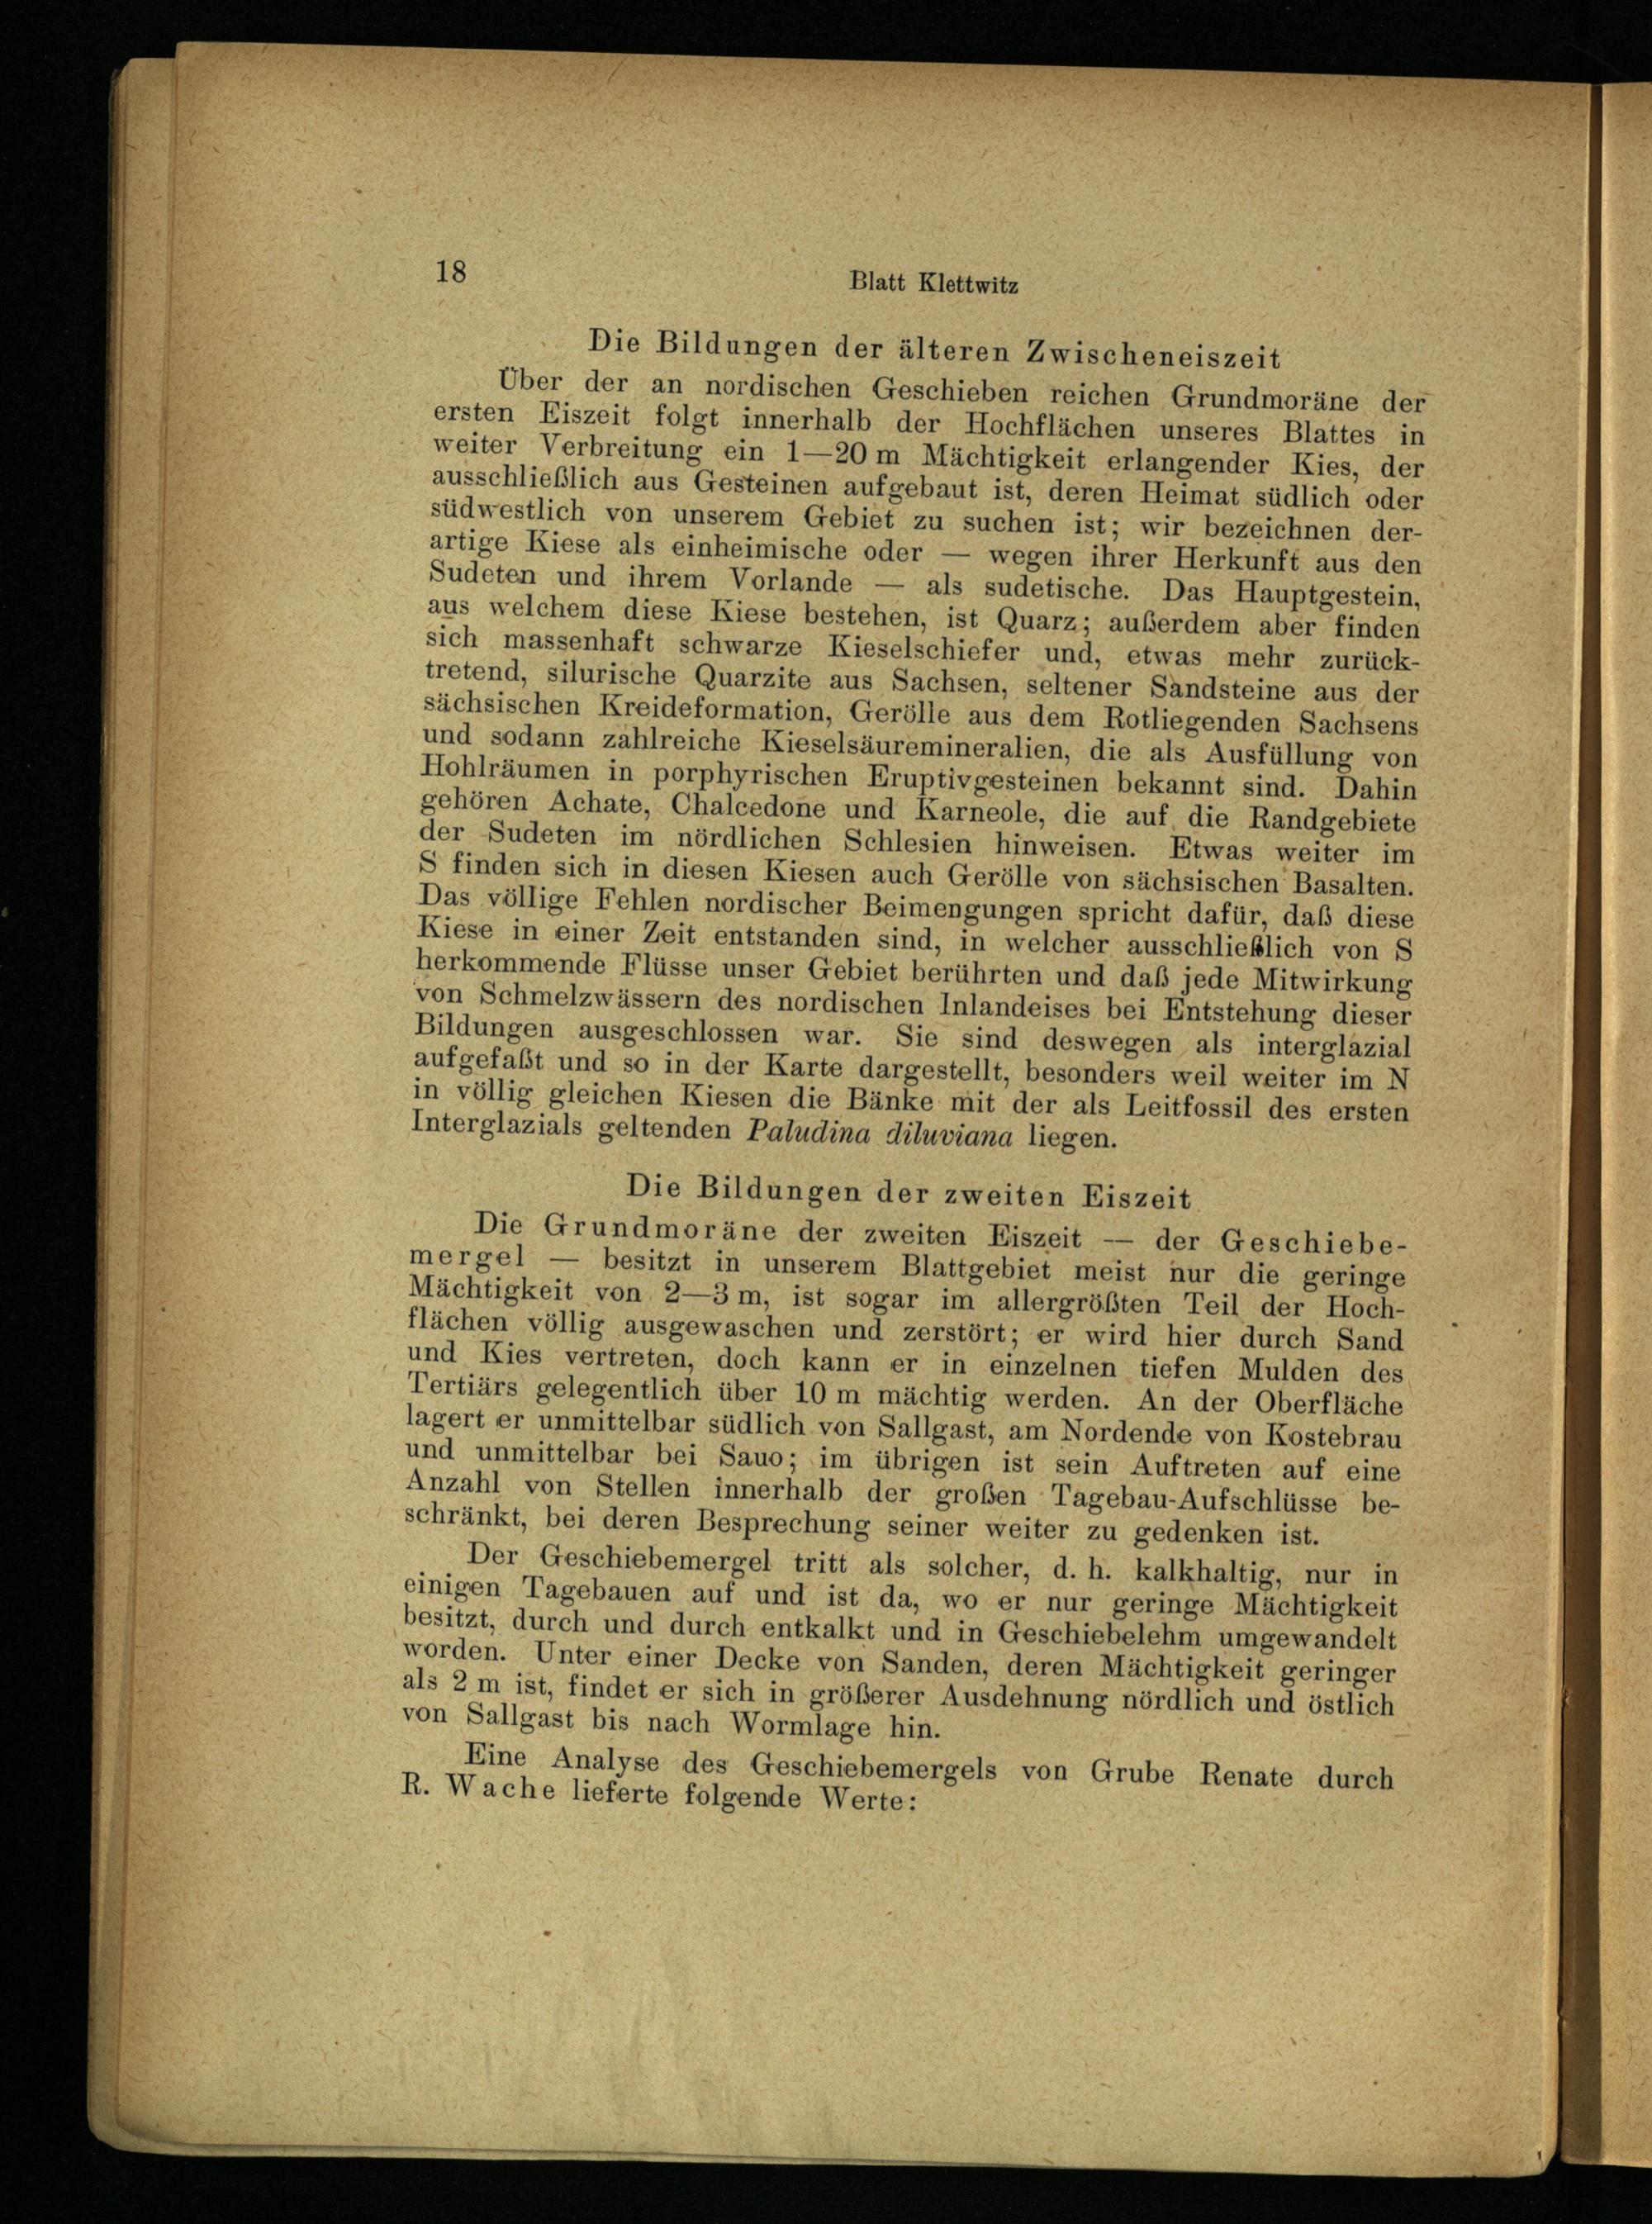 18
Blatt Klettwitz
Die Bildungen der älteren Zwischeneiszeit
Über der an nordischen Geschieben reichen Grundmoräne der
ersten Eiszeit folgt innerhalb der Hochflächen unseres Blattes in
weiter Verbreitung ein 1—20 m Mächtigkeit erlangender Kies, der
ausschließlich aus Gesteinen aufgebaut ist, deren Heimat südlich oder
südwestlich von unserem Gebiet zu suchen ist; wir bezeichnen der-
artige Kiese als einheimische oder — wegen ihrer Herkunft aus den
Sudeten und ihrem Vorlande — als sudetische. Das Hauptgestein,
aus welchem diese Kiese bestehen, ist Quarz; außerdem aber finden
sich massenhaft schwarze Kieselschiefer und, etwas mehr zurück-
tretend, silurische Quarzite aus Sachsen, seltener Sandsteine aus der
sächsischen Kreideformation, Gerölle aus dem Rotliegenden Sachsens
und sodann zahlreiche Kieselsäuremineralien, die als Ausfüllung von
Hohlräumen in porphyrischen Eruptivgesteinen bekannt sind. Dahin
gehören Achate, Chalcedone und Karneole, die auf die Randgebiete
der Sudeten im nördlichen Schlesien hinweisen. Etwas weiter im
S finden sich in diesen Kiesen auch Gerölle von sächsischen Basalten.
Das völlige Fehlen nordischer Beimengungen spricht dafür, daß diese
Kiese in einer Zeit entstanden sind, in welcher ausschließlich von S
herkommende Flüsse unser Gebiet berührten und daß jede Mitwirkung
von Schmelzwässern des nordischen Inlandeises bei Entstehung dieser
Bildungen ausgeschlossen war. Sie sind deswegen als interglazial
aufgefaßt und so in der Karte dargestellt, besonders weil weiter im N
in völlig gleichen Kiesen die Bänke mit der als Leitfossil des ersten
Interglazials geltenden Paludina diluviana liegen.
Die Bildungen der zweiten Eiszeit
Die Grundmoräne der zweiten Eiszeit — der Geschiebe-
mergel — besitzt in unserem Blattgebiet meist nur die geringe
Mächtigkeit von 2—3 m, ist sogar im allergrößten Teil der Hoch-
flächen völlig ausgewaschen und zerstört; er wird hier durch Sand
und Kies vertreten, doch kann er in einzelnen tiefen Mulden des
Tertiärs gelegentlich über 10 m mächtig werden. An der Oberfläche
lagert er unmittelbar südlich von Sallgast, am Nordende von Kostebrau
und unmittelbar bei Sauo; im übrigen ist sein Auftreten auf eine
Anzahl von Stellen innerhalb der großen Tagebau-Aufschlüsse be-
schränkt, bei deren Besprechung seiner weiter zu gedenken ist.
Der Geschiebemergel tritt als solcher, d. h. kalkhaltig, nur in
einigen Tagebauen auf und ist da, wo er nur geringe Mächtigkeit
besitzt, durch und durch entkalkt und in Geschiebelehm umgewandelt
worden. Unter einer Decke von Sanden, deren Mächtigkeit geringer
als 2 m ist, findet er sich in größerer Ausdehnung nördlich und östlich
von Sallgast bis nach Wormlage hin.
Eine Analyse des Geschiebemergels von Grube Renate durch
R. Wache lieferte folgende Werte: